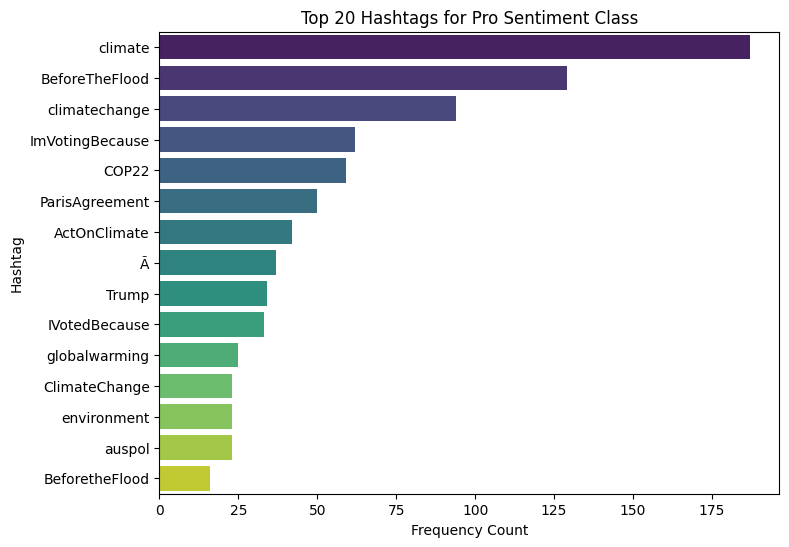 Top 20 Hashtags for Pro Sentiment Class
Hashtag
climate
BeforeTheFlood
climatechange
ImVotingBecause
COP22
ParisAgreement
ActOnClimate
Ã
Trump
IVotedBecause
globalwarming
ClimateChange
environment
auspol
BeforetheFlood
0 25 50 75 100 125 150 175
Frequency Count